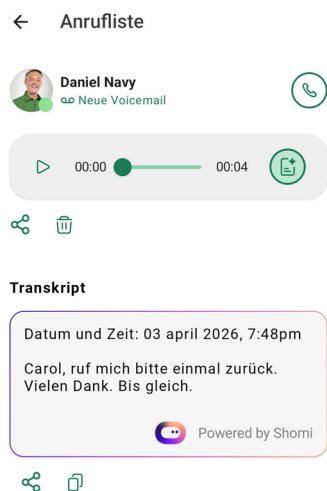 Anrufliste
Daniel Navy
Neue Voicemail
00:00
00:04
Transkript
Datum und Zeit: 03 april 2026, 7:48pm
Carol, ruf mich bitte einmal zurück.
Vielen Dank. Bis gleich.
Powered by Shomi